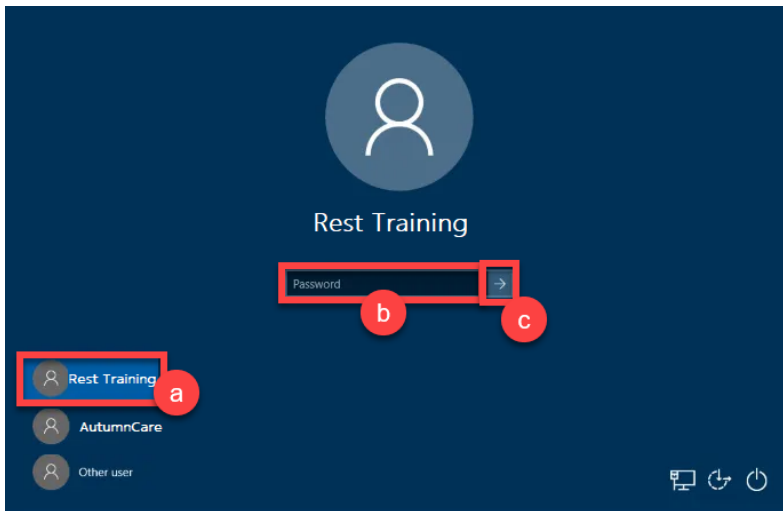 Rest Training
Password
b
c
Rest Training
a
AutumnCare
Other user